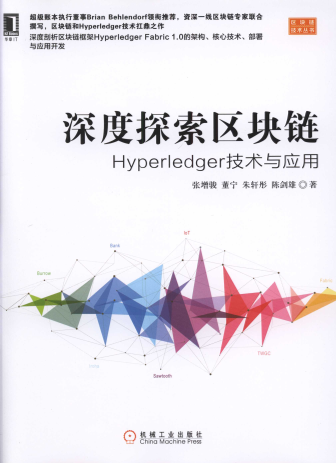 超级账本执行董事Brian Behlendorf领衔推荐，资深一线区块链专家联合
撰写，区块链和Hyperledger技术扛鼎之作
深度剖析区块链框架Hyperledger Fabric 1.0的架构、核心技术、部署
与应用开发
区块链
技术丛书
深度探索区块链
Hyperledger技术与应用
张增骏 董宁 朱轩彤 陈剑雄 ◎ 著
IoT
Bank
Burrow
Fabric
TWGC
Sawtooth
机械工业出版社
China Machine Press